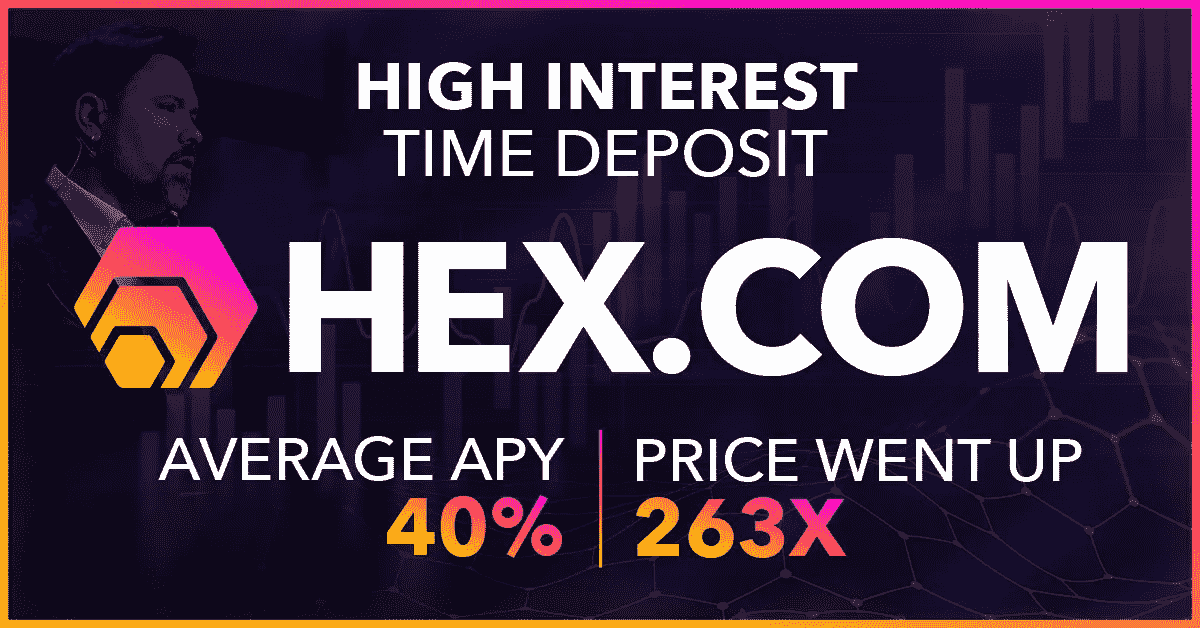 HIGH INTEREST
TIME DEPOSIT
HEX.COM
AVERAGE APY
40%
PRICE WENT UP
263X